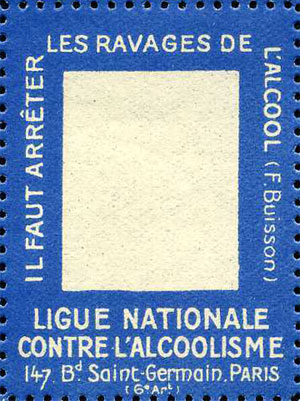 IL FAUT ARRÊTER
LES RAVAGES DE
L'ALCOOL (F. Buisson)
LIGUE NATIONALE
CONTRE L'ALCOOLISME
147. Bd Saint-Germain. PARIS
(6e Art)